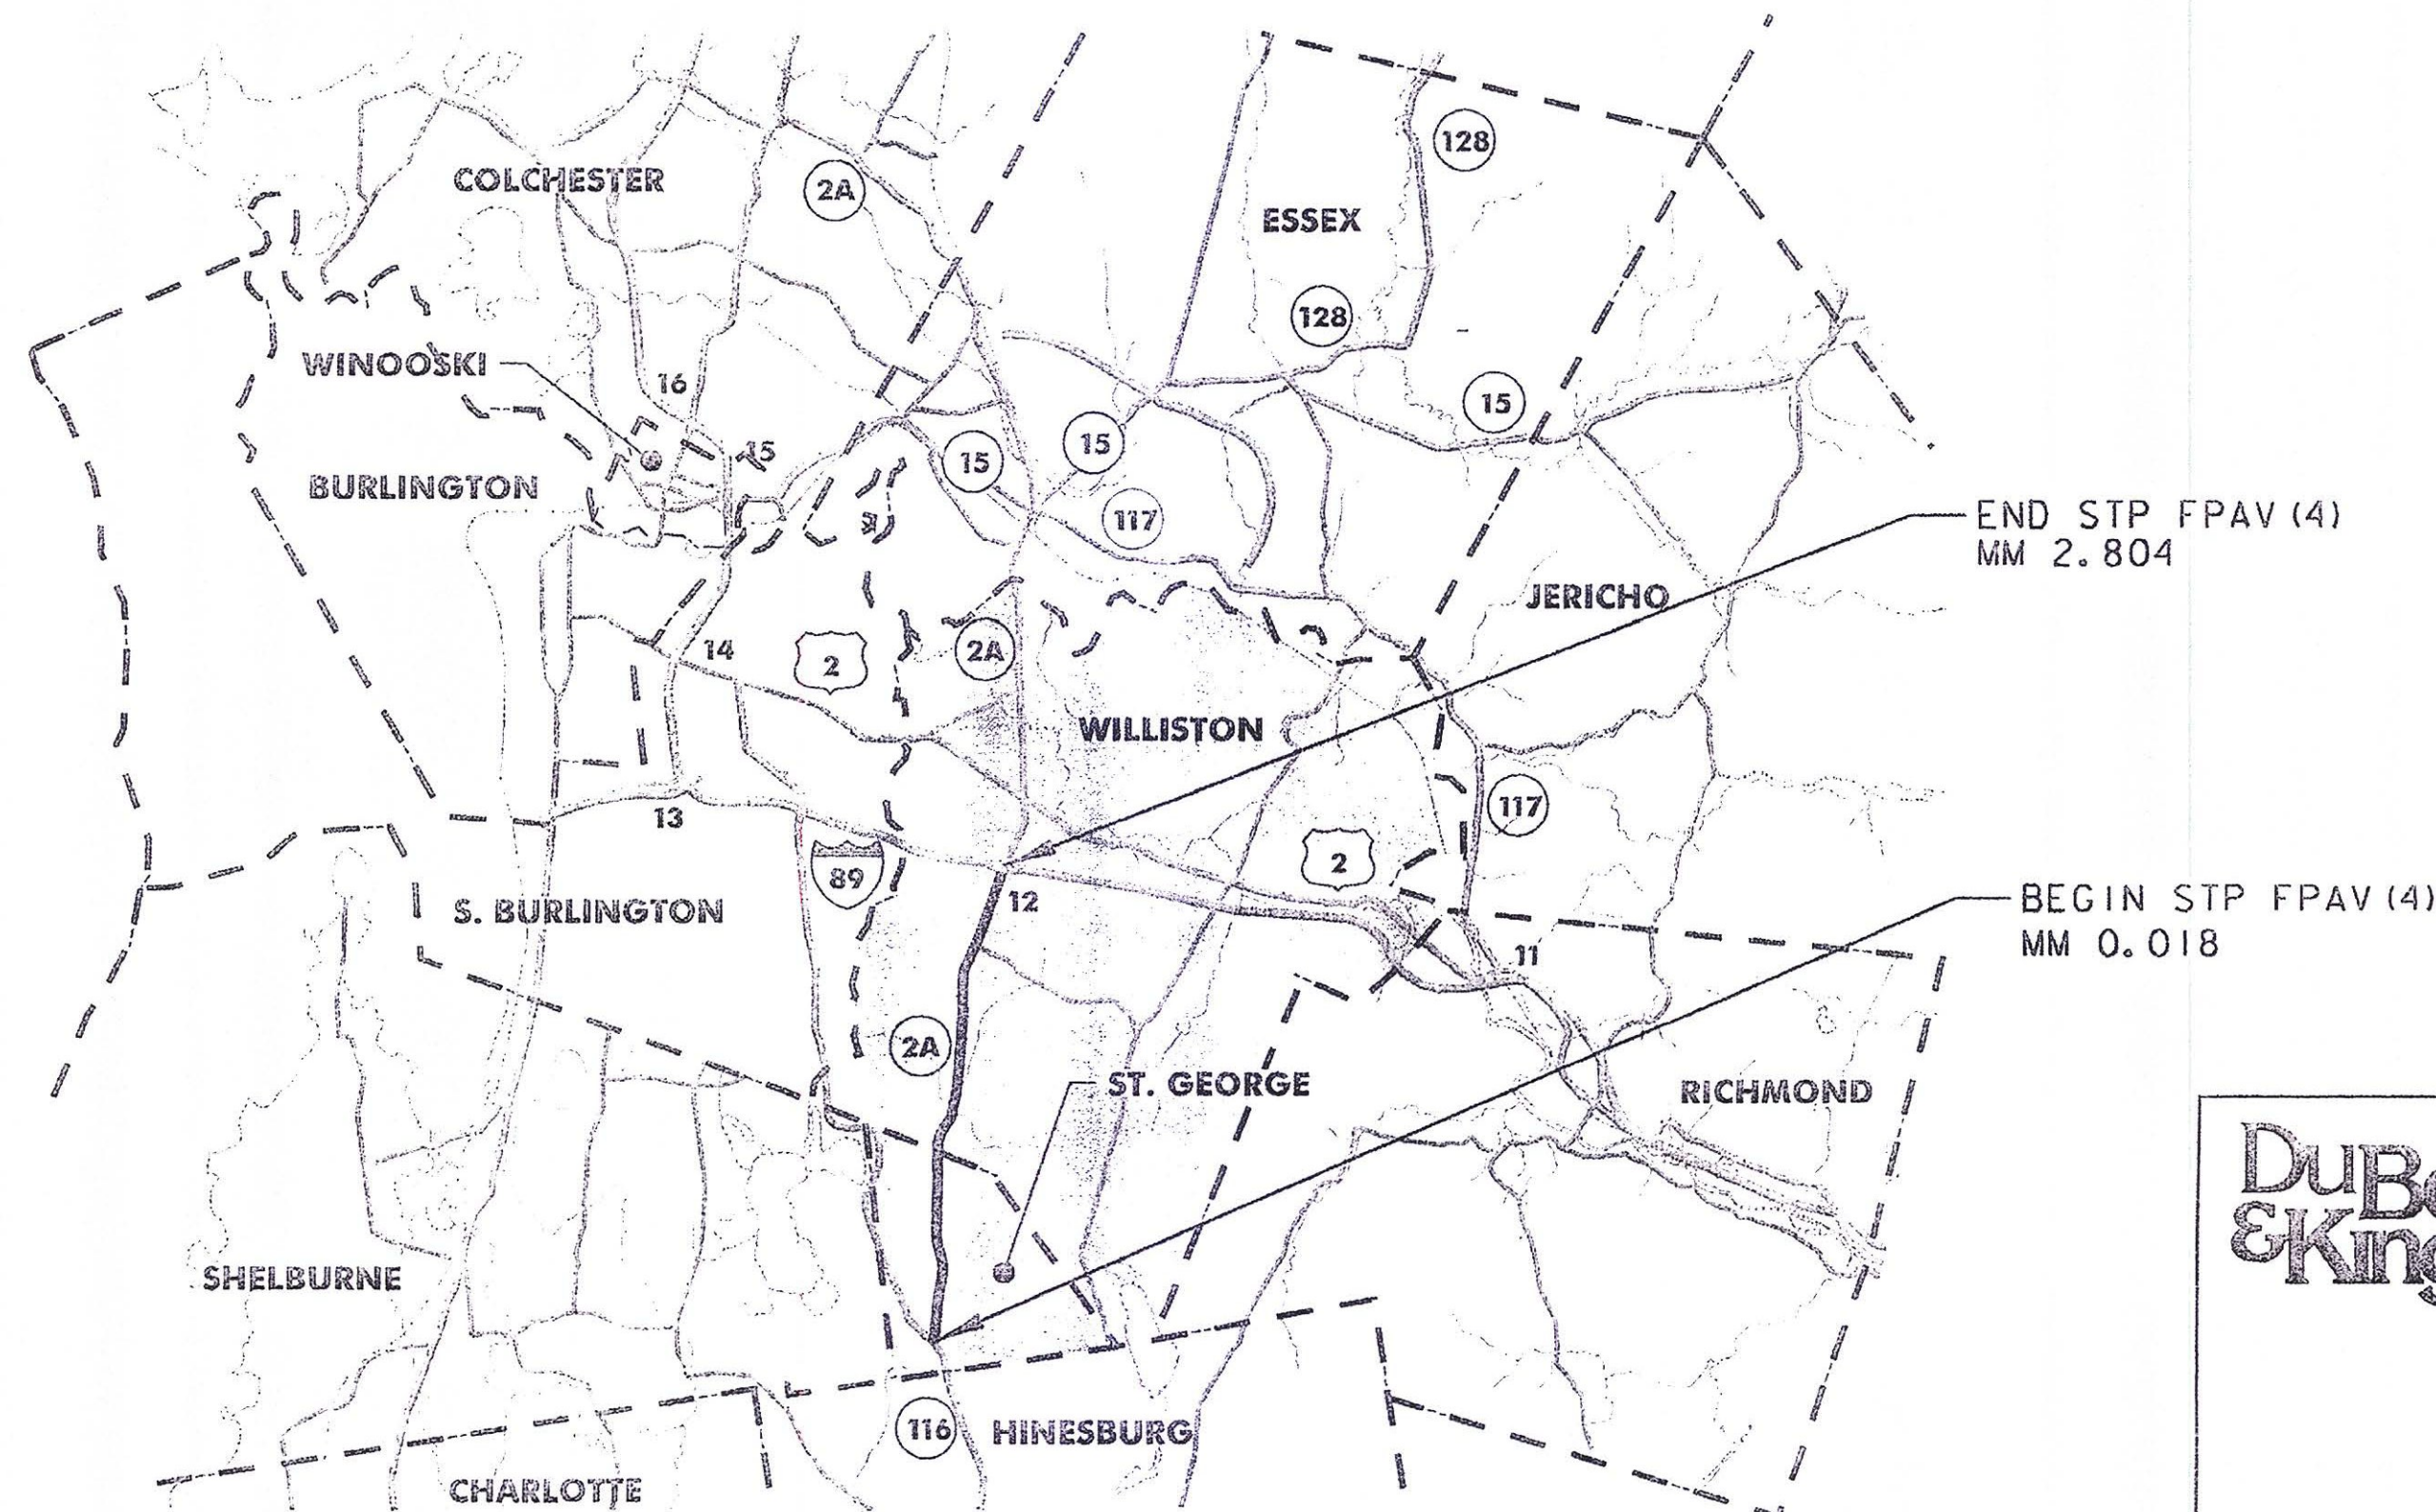 128
COLCHESTER
2A
ESSEX
128
WINOOSKI
16
15
15
15
15
BURLINGTON
117
END STP FPAV (4)
MM 2.804
JERICHO
14
2
2A
WILLISTON
13
117
89
2
12
S. BURLINGTON
BEGIN STP FPAV (4)
MM 0.018
11
2A
ST. GEORGE
RICHMOND
SHELBURNE
116
HINESBURG
CHARLOTTE